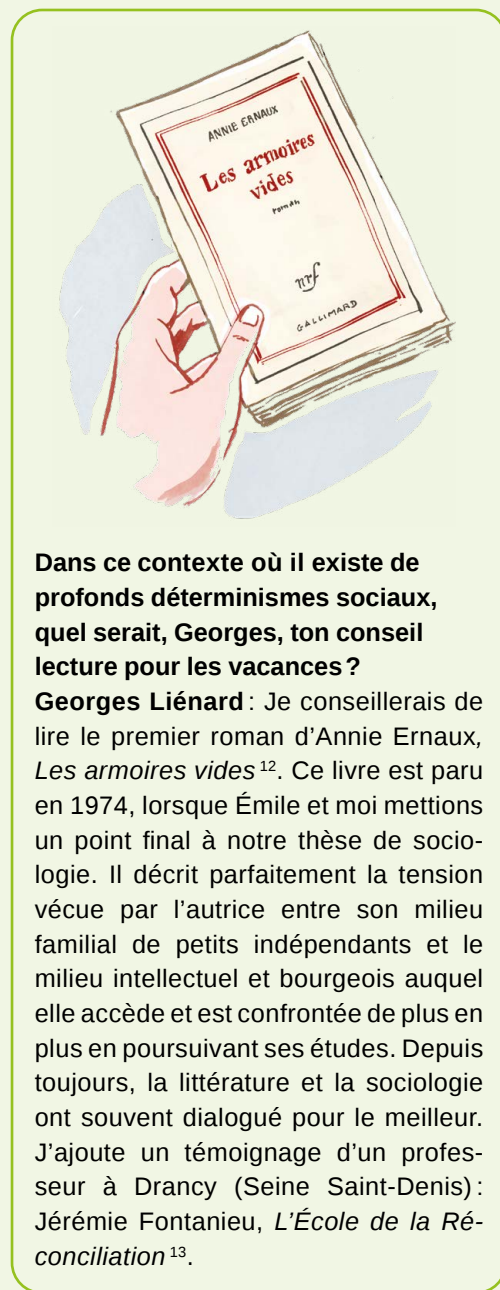 ANNIE ERNAUX
Les armoires
vides
roman
nrf
GALLIMARD
Dans ce contexte où il existe de
profonds déterminismes sociaux,
quel serait, Georges, ton conseil
lecture pour les vacances ?
Georges Liénard : Je conseillerais de
lire le premier roman d’Annie Ernaux,
Les armoires vides 12. Ce livre est paru
en 1974, lorsque Émile et moi mettions
un point final à notre thèse de socio-
logie. Il décrit parfaitement la tension
vécue par l’autrice entre son milieu
familial de petits indépendants et le
milieu intellectuel et bourgeois auquel
elle accède et est confrontée de plus en
plus en poursuivant ses études. Depuis
toujours, la littérature et la sociologie
ont souvent dialogué pour le meilleur.
J’ajoute un témoignage d’un profes-
seur à Drancy (Seine Saint-Denis) :
Jérémie Fontanieu, L’École de la Ré-
conciliation 13.